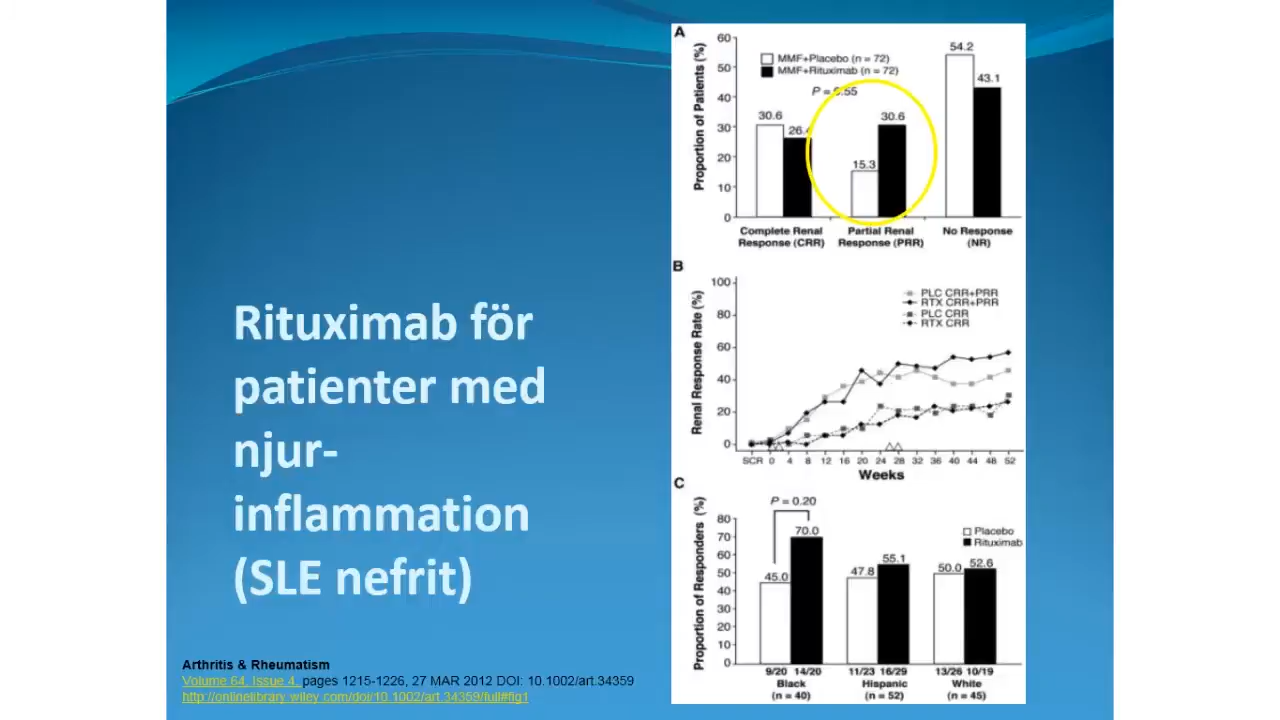 Rituximab för
patienter med
njur-
inflammation
(SLE nefrit)
Arthritis & Rheumatism
Volume 64, Issue 4, pages 1215-1226, 27 MAR 2012 DOI: 10.1002/art.34359
http://onlinelibrary.wiley.com/doi/10.1002/art.34359/full#fig1
A
Proportion of Patients (%)
60
50
40
30
20
10
0
MMF+Placebo (n = 72)
MMF+Rituximab (n = 72)
P = 0.55
30.6
26.4
15.3
30.6
54.2
43.1
Complete Renal
Response (CRR)
Partial Renal
Response (PRR)
No Response
(NR)
B
Renal Response Rate (%)
100
80
60
40
20
0
PLC CRR+PRR
RTX CRR+PRR
PLC CRR
RTX CRR
SCR 0 4 8 12 16 20 24 28 32 36 40 44 48 52
Weeks
C
Proportion of Responders (%)
80
70
60
50
40
30
20
10
0
P = 0.20
Placebo
Rituximab
45.0
70.0
47.8
55.1
50.0
52.6
9/20 14/20
11/23 16/29
13/26 10/19
Black
(n = 40)
Hispanic
(n = 52)
White
(n = 45)